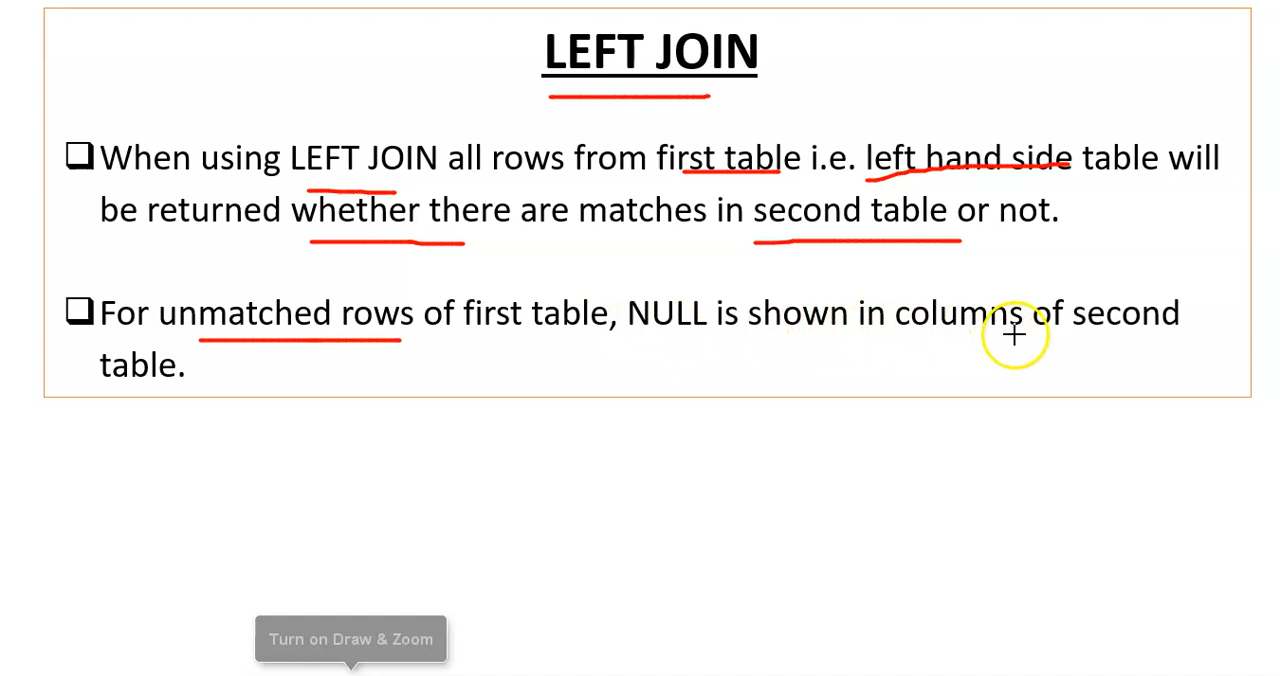 LEFT JOIN
When using LEFT JOIN all rows from first table i.e. left hand side table will
be returned whether there are matches in second table or not.
For unmatched rows of first table, NULL is shown in columns of second
table.
Turn on Draw & Zoom